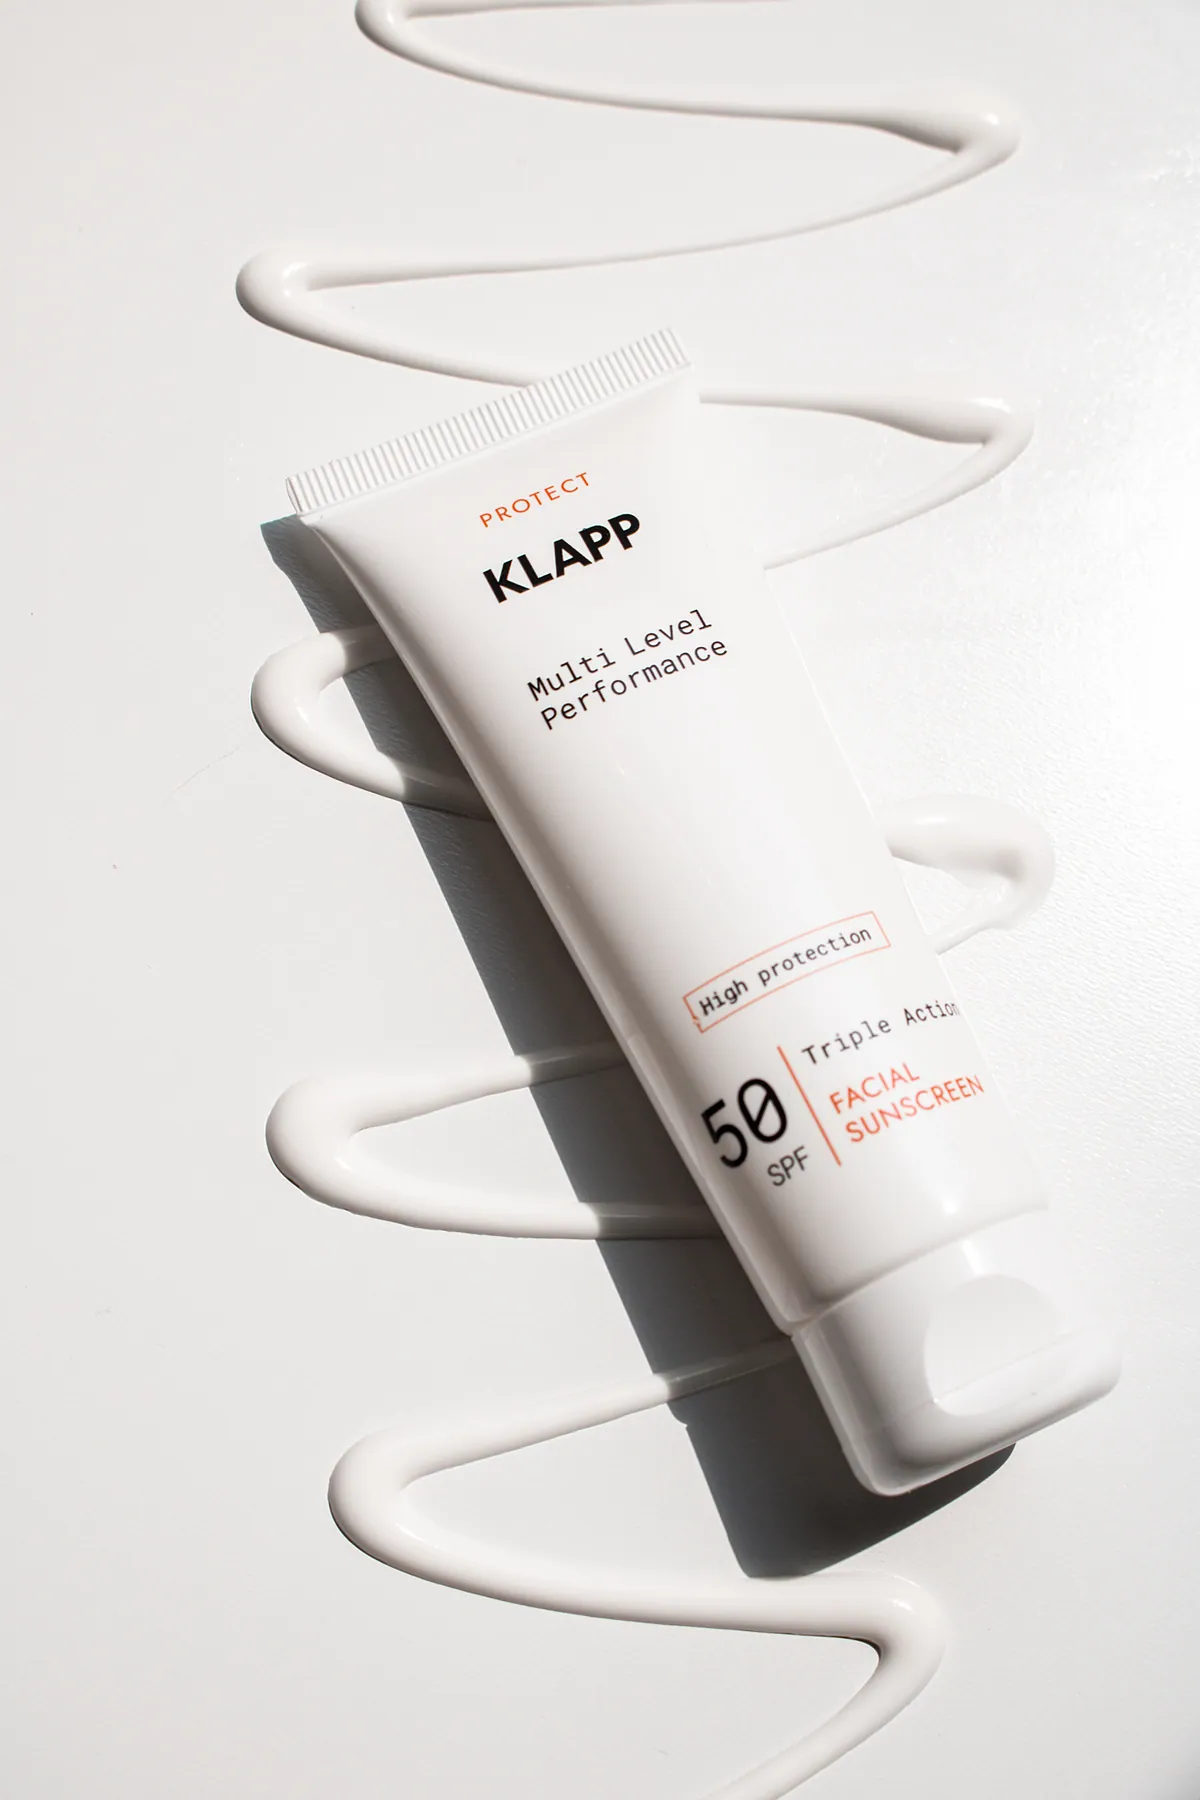 PROTECT
KLAPP
Multi Level
Performance
High protection
50
SPF
Triple Action
FACIAL
SUNSCREEN